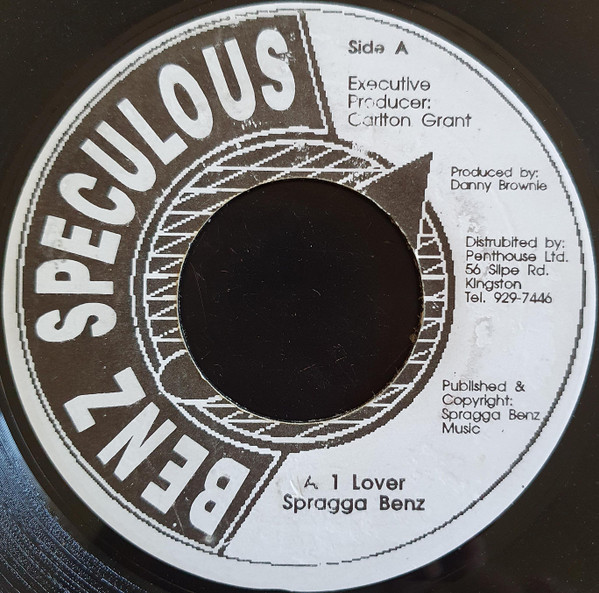 BENZ SPECULOUS
Side A
Executive
Producer:
Carlton Grant
Produced by:
Danny Brownie
Distrubited by:
Penthouse Ltd.
56 Slipe Rd.
Kingston
Tel. 929-7446
Published &
Copyright:
Spragga Benz
Music
A 1 Lover
Spragga Benz